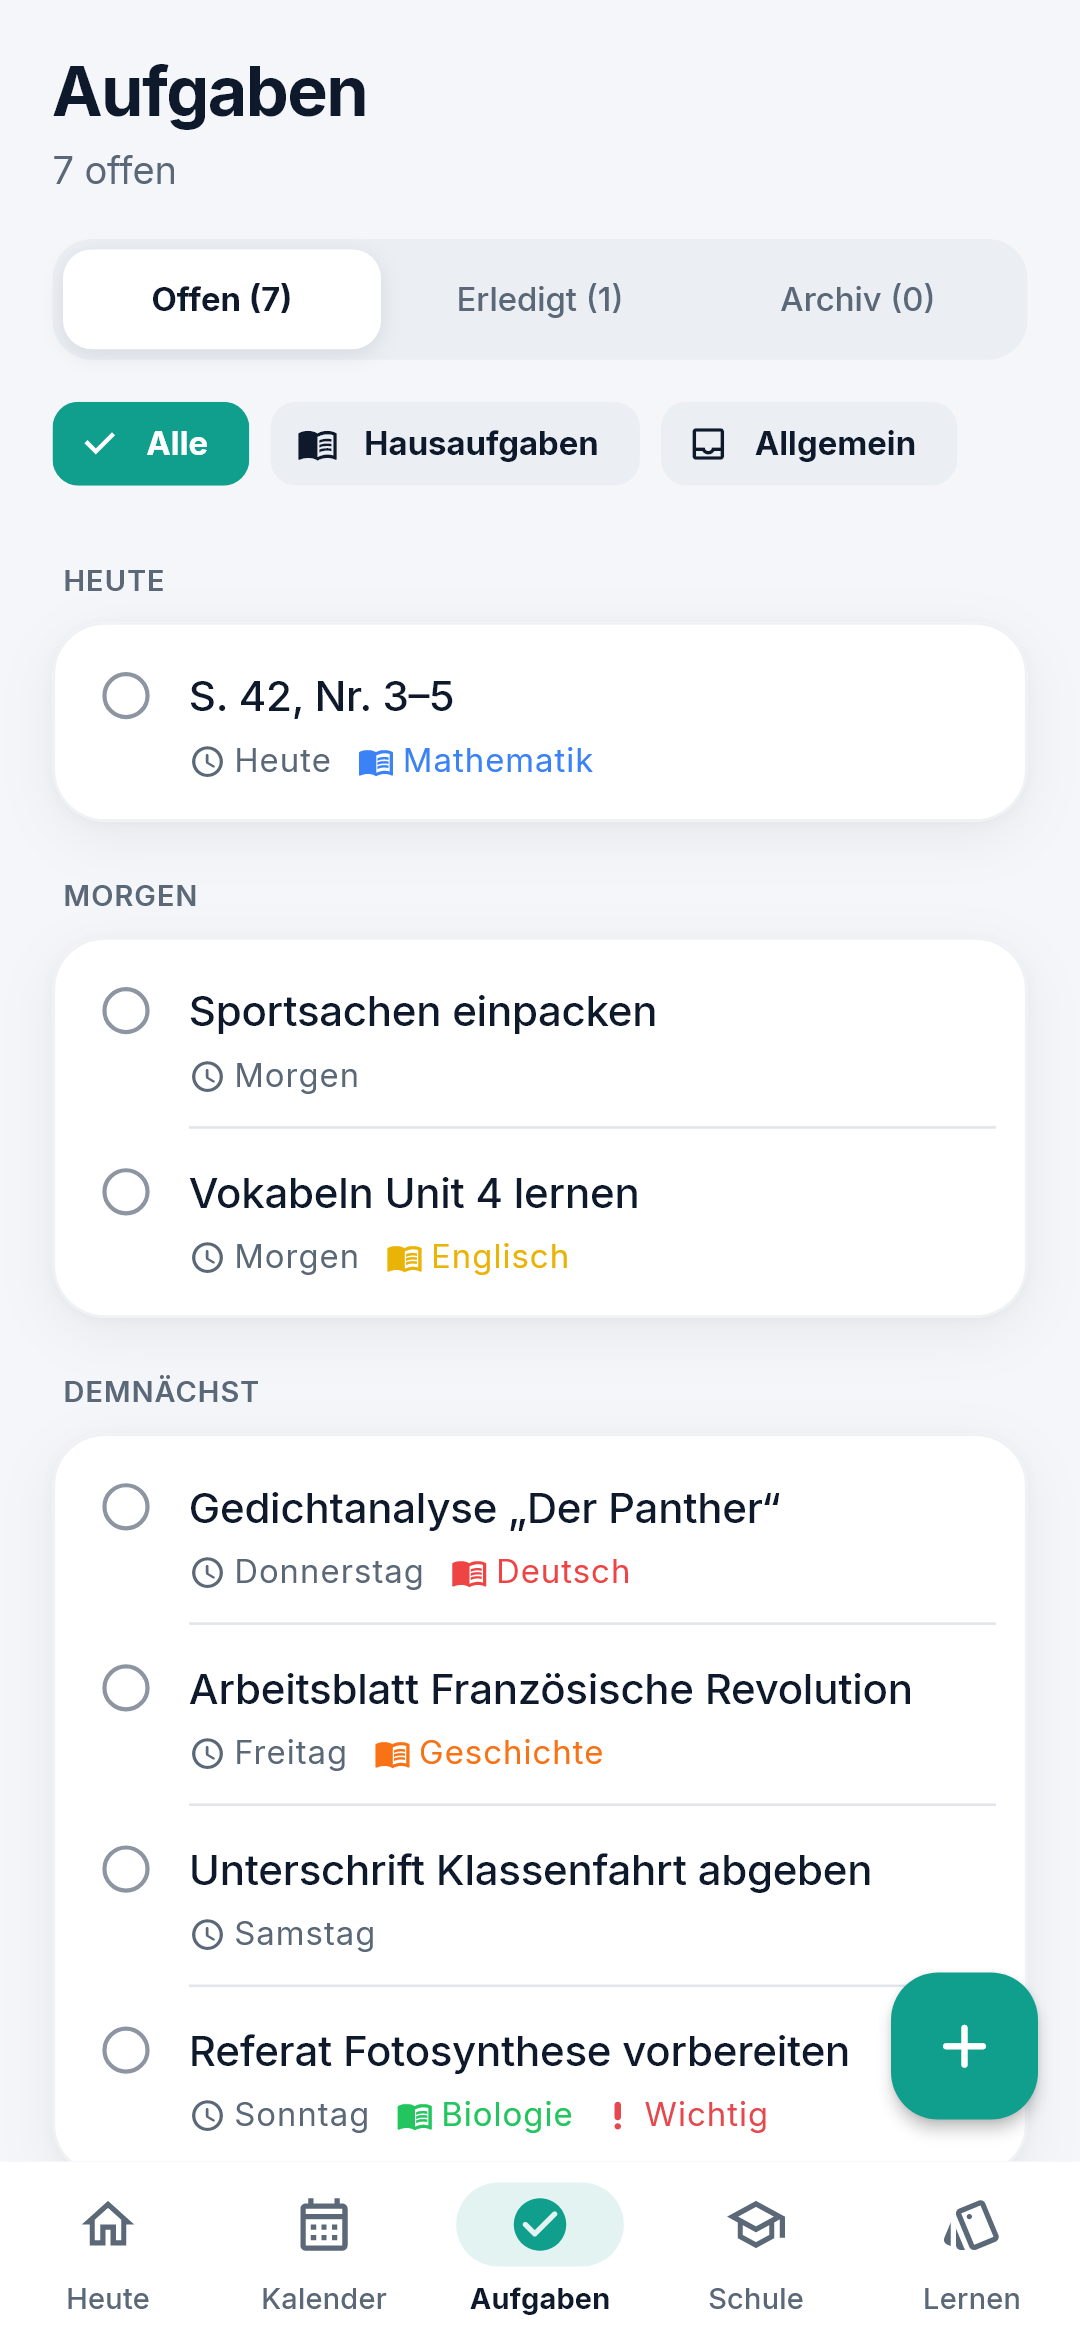 Aufgaben
7 offen
Offen (7) Erledigt (1) Archiv (0)
Alle Hausaufgaben Allgemein
HEUTE
S. 42, Nr. 3–5
Heute Mathematik
MORGEN
Sportsachen einpacken
Morgen
Vokabeln Unit 4 lernen
Morgen Englisch
DEMNÄCHST
Gedichtanalyse „Der Panther“
Donnerstag Deutsch
Arbeitsblatt Französische Revolution
Freitag Geschichte
Unterschrift Klassenfahrt abgeben
Samstag
Referat Fotosynthese vorbereiten
Sonntag Biologie Wichtig
Heute Kalender Aufgaben Schule Lernen